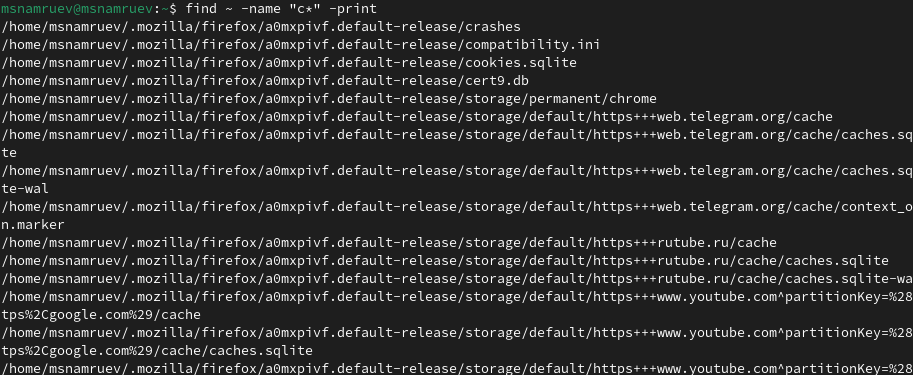 msnamruev@msnamruev:~$ find ~ -name "c*" -print
/home/msnamruev/.mozilla/firefox/a0mxpivf.default-release/crashes
/home/msnamruev/.mozilla/firefox/a0mxpivf.default-release/compatibility.ini
/home/msnamruev/.mozilla/firefox/a0mxpivf.default-release/cookies.sqlite
/home/msnamruev/.mozilla/firefox/a0mxpivf.default-release/cert9.db
/home/msnamruev/.mozilla/firefox/a0mxpivf.default-release/storage/permanent/chrome
/home/msnamruev/.mozilla/firefox/a0mxpivf.default-release/storage/default/https+++web.telegram.org/cache
/home/msnamruev/.mozilla/firefox/a0mxpivf.default-release/storage/default/https+++web.telegram.org/cache/caches.sq
te
/home/msnamruev/.mozilla/firefox/a0mxpivf.default-release/storage/default/https+++web.telegram.org/cache/caches.sq
te-wal
/home/msnamruev/.mozilla/firefox/a0mxpivf.default-release/storage/default/https+++web.telegram.org/cache/context_o
n.marker
/home/msnamruev/.mozilla/firefox/a0mxpivf.default-release/storage/default/https+++rutube.ru/cache
/home/msnamruev/.mozilla/firefox/a0mxpivf.default-release/storage/default/https+++rutube.ru/cache/caches.sqlite
/home/msnamruev/.mozilla/firefox/a0mxpivf.default-release/storage/default/https+++rutube.ru/cache/caches.sqlite-wa
/home/msnamruev/.mozilla/firefox/a0mxpivf.default-release/storage/default/https+++www.youtube.com^partitionKey=%28
tps%2Cgoogle.com%29/cache
/home/msnamruev/.mozilla/firefox/a0mxpivf.default-release/storage/default/https+++www.youtube.com^partitionKey=%28
tps%2Cgoogle.com%29/cache/caches.sqlite
/home/msnamruev/.mozilla/firefox/a0mxpivf.default-release/storage/default/https+++www.youtube.com^partitionKey=%28